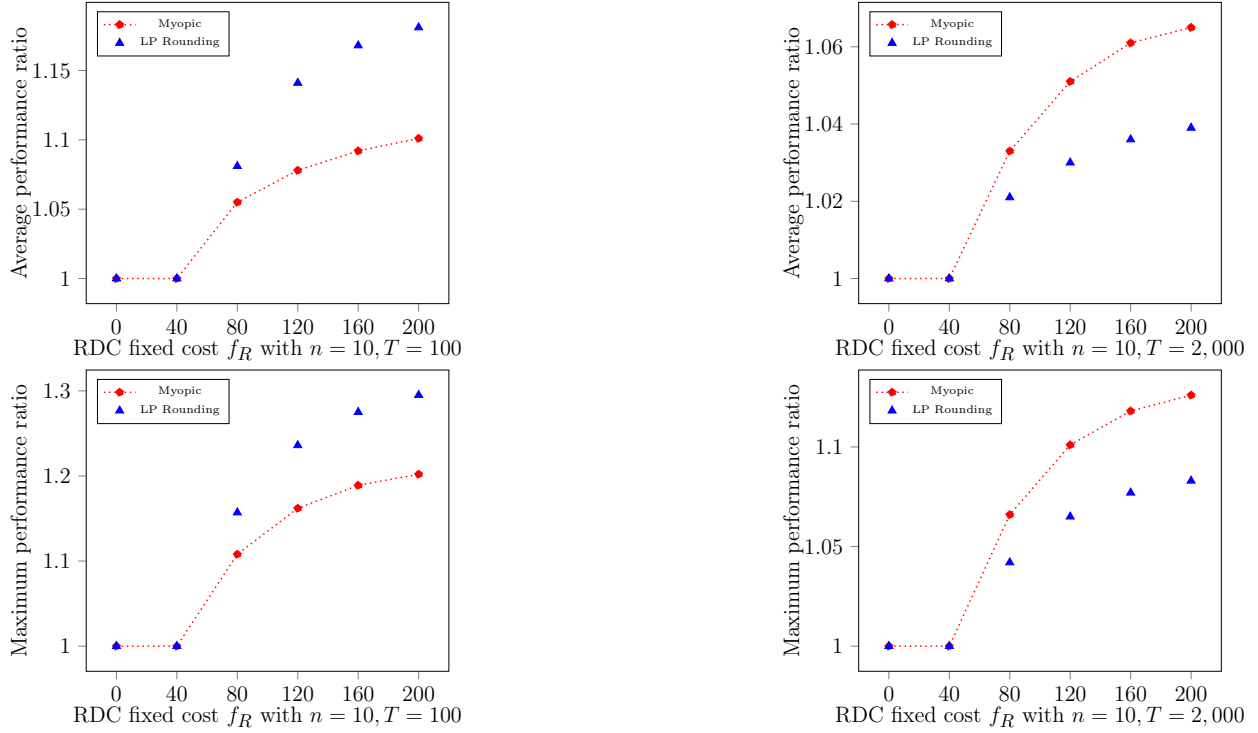 Average performance ratio
1.15
1.1
1.05
1
Myopic
LP Rounding
0 40 80 120 160 200
RDC fixed cost f_R with n = 10, T = 100
Average performance ratio
1.06
1.04
1.02
1
Myopic
LP Rounding
0 40 80 120 160 200
RDC fixed cost f_R with n = 10, T = 2,000
Maximum performance ratio
1.3
1.2
1.1
1
Myopic
LP Rounding
0 40 80 120 160 200
RDC fixed cost f_R with n = 10, T = 100
Maximum performance ratio
1.1
1.05
1
Myopic
LP Rounding
0 40 80 120 160 200
RDC fixed cost f_R with n = 10, T = 2,000